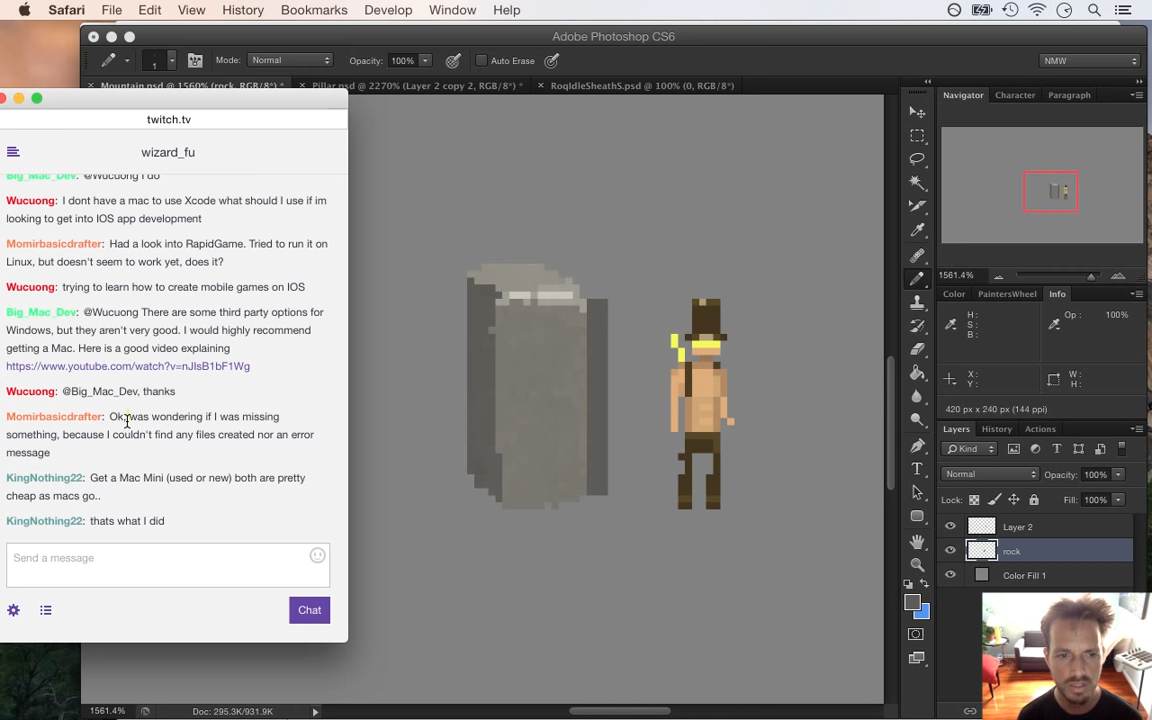 Safari File Edit View History Bookmarks Develop Window Help
Adobe Photoshop CS6
1 Mode: Normal Opacity: 100% Auto Erase NMW
Mountain.psd @ 1560% (rock, RGB/8*) * Pillar.psd @ 2270% (Layer 2 copy 2, RGB/8*) * RoqIdleSheathS.psd @ 100% (0, RGB/8*)
twitch.tv
wizard_fu
Big_Mac_Dev: @Wucuong I do
Wucuong: I dont have a mac to use Xcode what should I use if im
looking to get into IOS app development
Momirbasicdrafter: Had a look into RapidGame. Tried to run it on
Linux, but doesn't seem to work yet, does it?
Wucuong: trying to learn how to create mobile games on IOS
Big_Mac_Dev: @Wucuong There are some third party options for
Windows, but they aren't very good. I would highly recommend
getting a Mac. Here is a good video explaining
https://www.youtube.com/watch?v=nJIsB1bF1Wg
Wucuong: @Big_Mac_Dev, thanks
Momirbasicdrafter: Ok, was wondering if I was missing
something, because I couldn't find any files created nor an error
message
KingNothing22: Get a Mac Mini (used or new) both are pretty
cheap as macs go..
KingNothing22: thats what I did
Send a message
Chat
Navigator Character Paragraph
1561.4%
Color PaintersWheel Info
H: Op: 100%
S:
B:
X: W:
Y: H:
420 px x 240 px (144 ppi)
Layers History Actions
Kind
Normal Opacity: 100%
Lock: Fill: 100%
Layer 2
rock
Color Fill 1
1561.4% Doc: 295.3K/931.9K